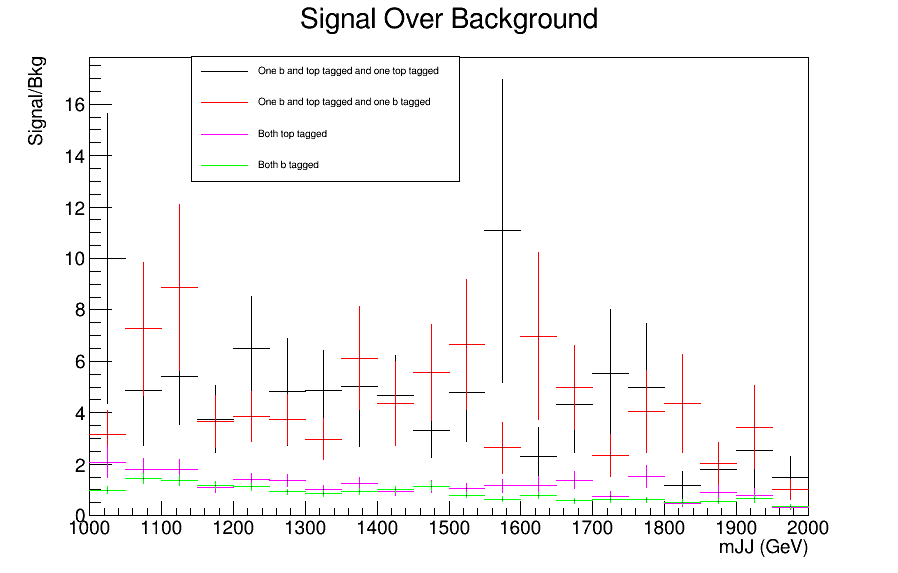 Signal Over Background
Signal/Bkg
One b and top tagged and one top tagged
One b and top tagged and one b tagged
Both top tagged
Both b tagged
16
14
12
10
8
6
4
2
0
1000 1100 1200 1300 1400 1500 1600 1700 1800 1900 2000
mJJ (GeV)